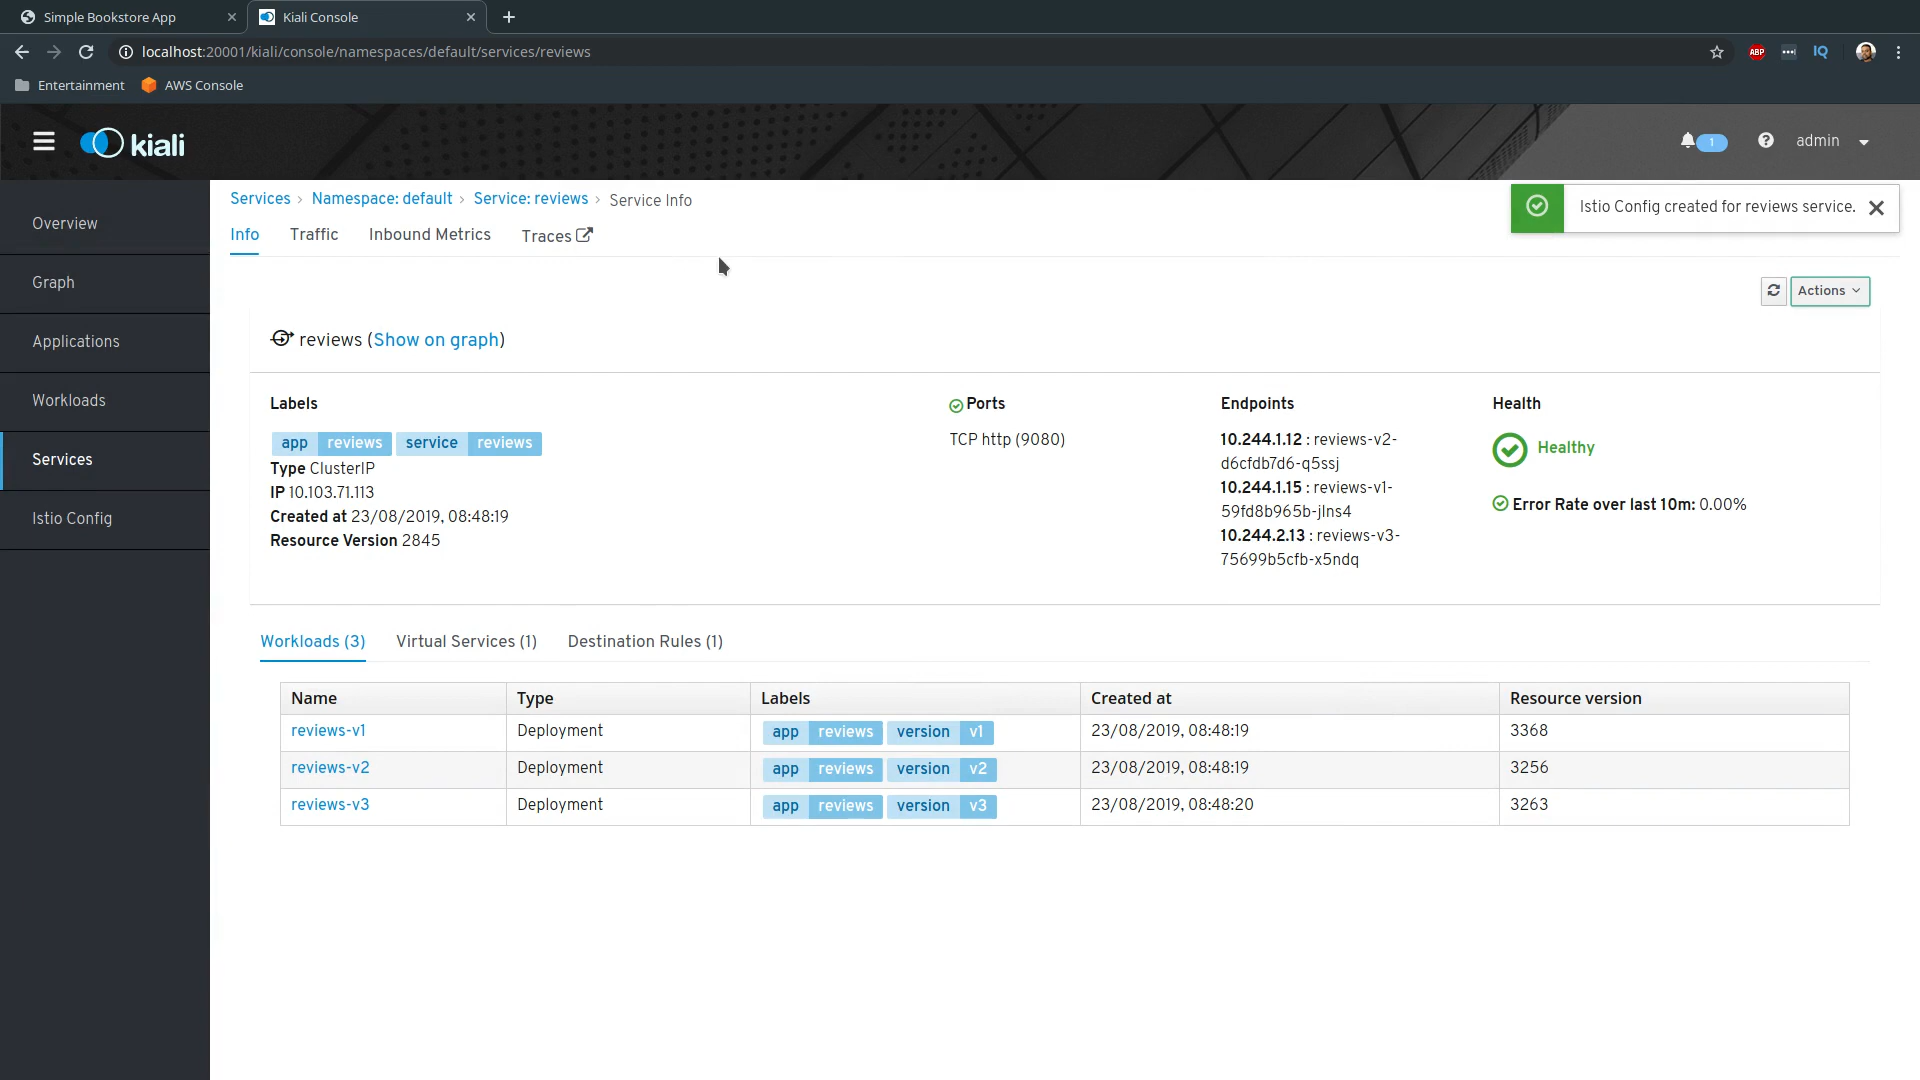 Simple Bookstore App
Kiali Console
localhost:20001/kiali/console/namespaces/default/services/reviews
ABP
IQ
Entertainment
AWS Console
kiali
1
admin
Overview
Graph
Applications
Workloads
Services
Istio Config
Services › Namespace: default › Service: reviews › Service Info
Istio Config created for reviews service.
Info Traffic Inbound Metrics Traces
Actions
reviews (Show on graph)
Labels
app reviews service reviews
Type ClusterIP
IP 10.103.71.113
Created at 23/08/2019, 08:48:19
Resource Version 2845
Ports
TCP http (9080)
Endpoints
10.244.1.12 : reviews-v2-
d6cfdb7d6-q5ssj
10.244.1.15 : reviews-v1-
59fd8b965b-jlns4
10.244.2.13 : reviews-v3-
75699b5cfb-x5ndq
Health
Healthy
Error Rate over last 10m: 0.00%
Workloads (3) Virtual Services (1) Destination Rules (1)
Name Type Labels Created at Resource version
reviews-v1 Deployment app reviews version v1 23/08/2019, 08:48:19 3368
reviews-v2 Deployment app reviews version v2 23/08/2019, 08:48:19 3256
reviews-v3 Deployment app reviews version v3 23/08/2019, 08:48:20 3263